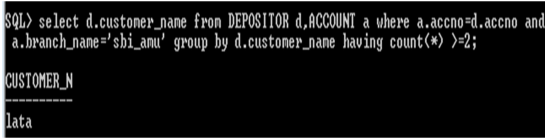 SQL> select d.customer_name from DEPOSITOR d,ACCOUNT a where a.accno=d.accno and
a.branch_name='sbi_amu' group by d.customer_name having count(*) >=2;
CUSTOMER_N
----------
lata